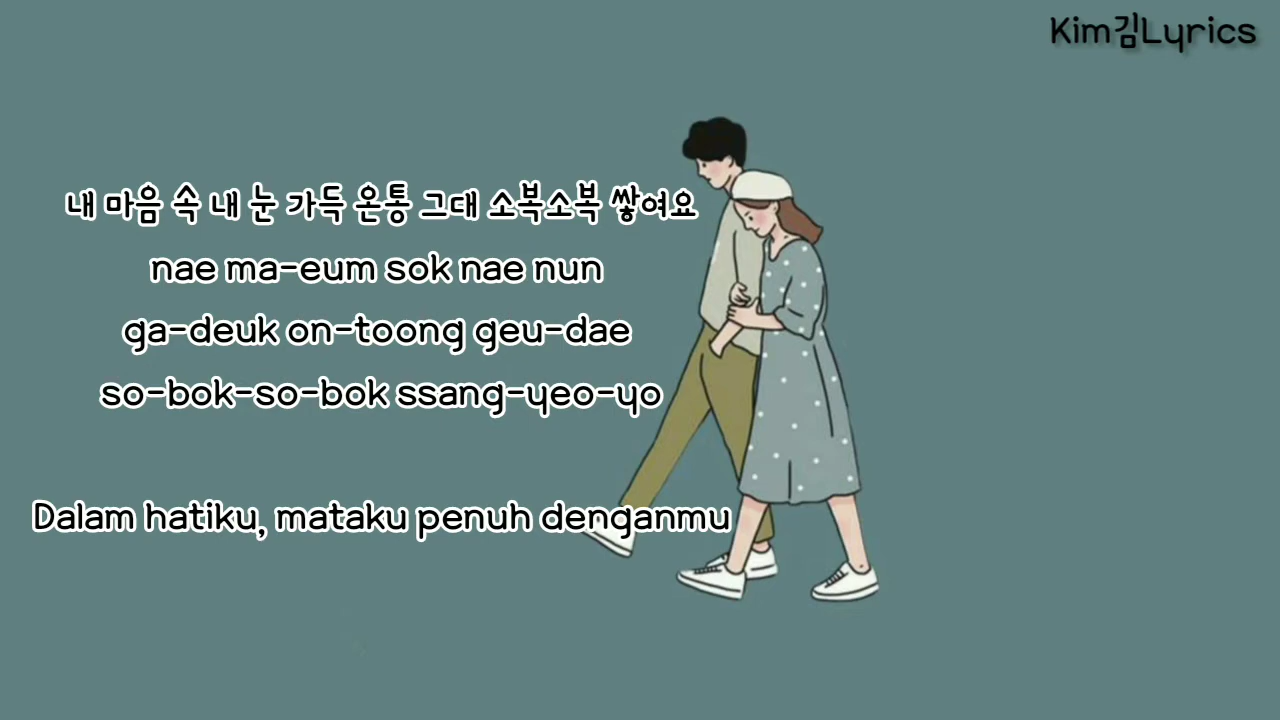 Kim김Lyrics
내 마음 속 내 눈 가득 온통 그대 소복소복 쌓여요
nae ma-eum sok nae nun
ga-deuk on-toong geu-dae
so-bok-so-bok ssang-yeo-yo
Dalam hatiku, mataku penuh denganmu